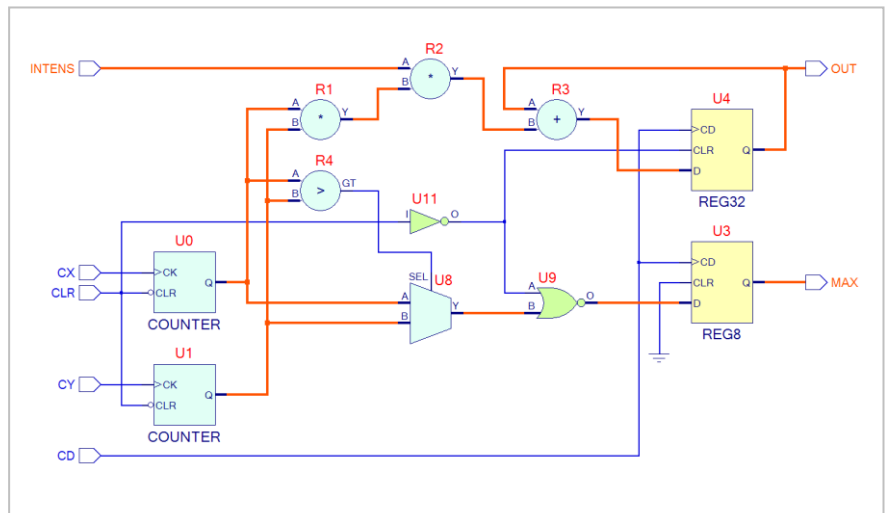 R2
INTENS
A
*
Y
B
OUT
R1
A
*
Y
B
R3
A
+
Y
B
U4
>CD
CLR
Q
D
REG32
R4
A
>
GT
B
U11
I
O
U0
CX
>CK
Q
CLR
CLR
COUNTER
SEL
U8
A
Y
B
U9
A
O
B
U3
>CD
CLR
Q
MAX
D
REG8
U1
CY
>CK
Q
CLR
COUNTER
CD